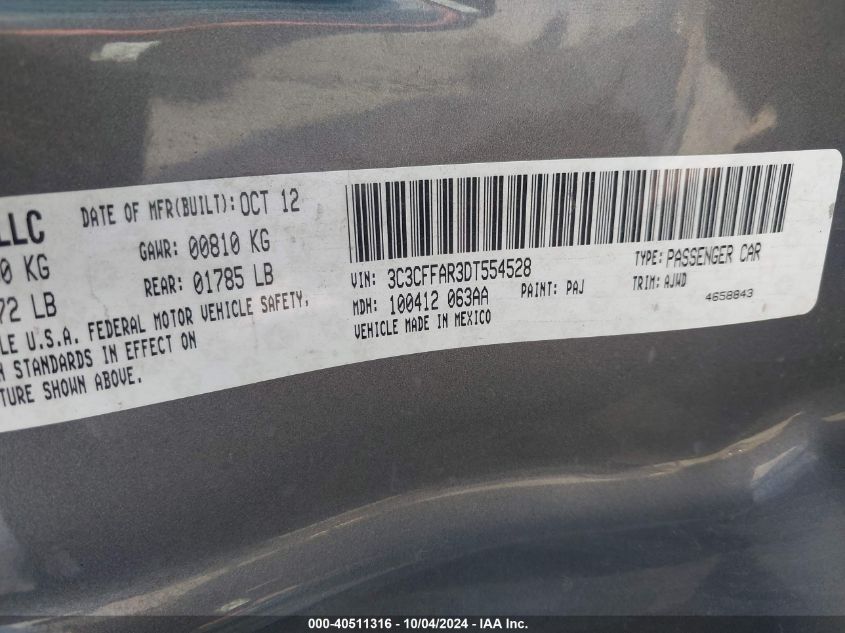 LLC
DATE OF MFR(BUILT): OCT 12
0 KG
GAWR: 00810 KG
72 LB
REAR: 01785 LB
LE U.S.A. FEDERAL MOTOR VEHICLE SAFETY,
N STANDARDS IN EFFECT ON
TURE SHOWN ABOVE.
VIN: 3C3CFFAR3DT554528
TYPE: PASSENGER CAR
MDH: 100412 063AA
PAINT: PAJ
TRIM: AJWD
VEHICLE MADE IN MEXICO
4658843
000-40511316 - 10/04/2024 - IAA Inc.